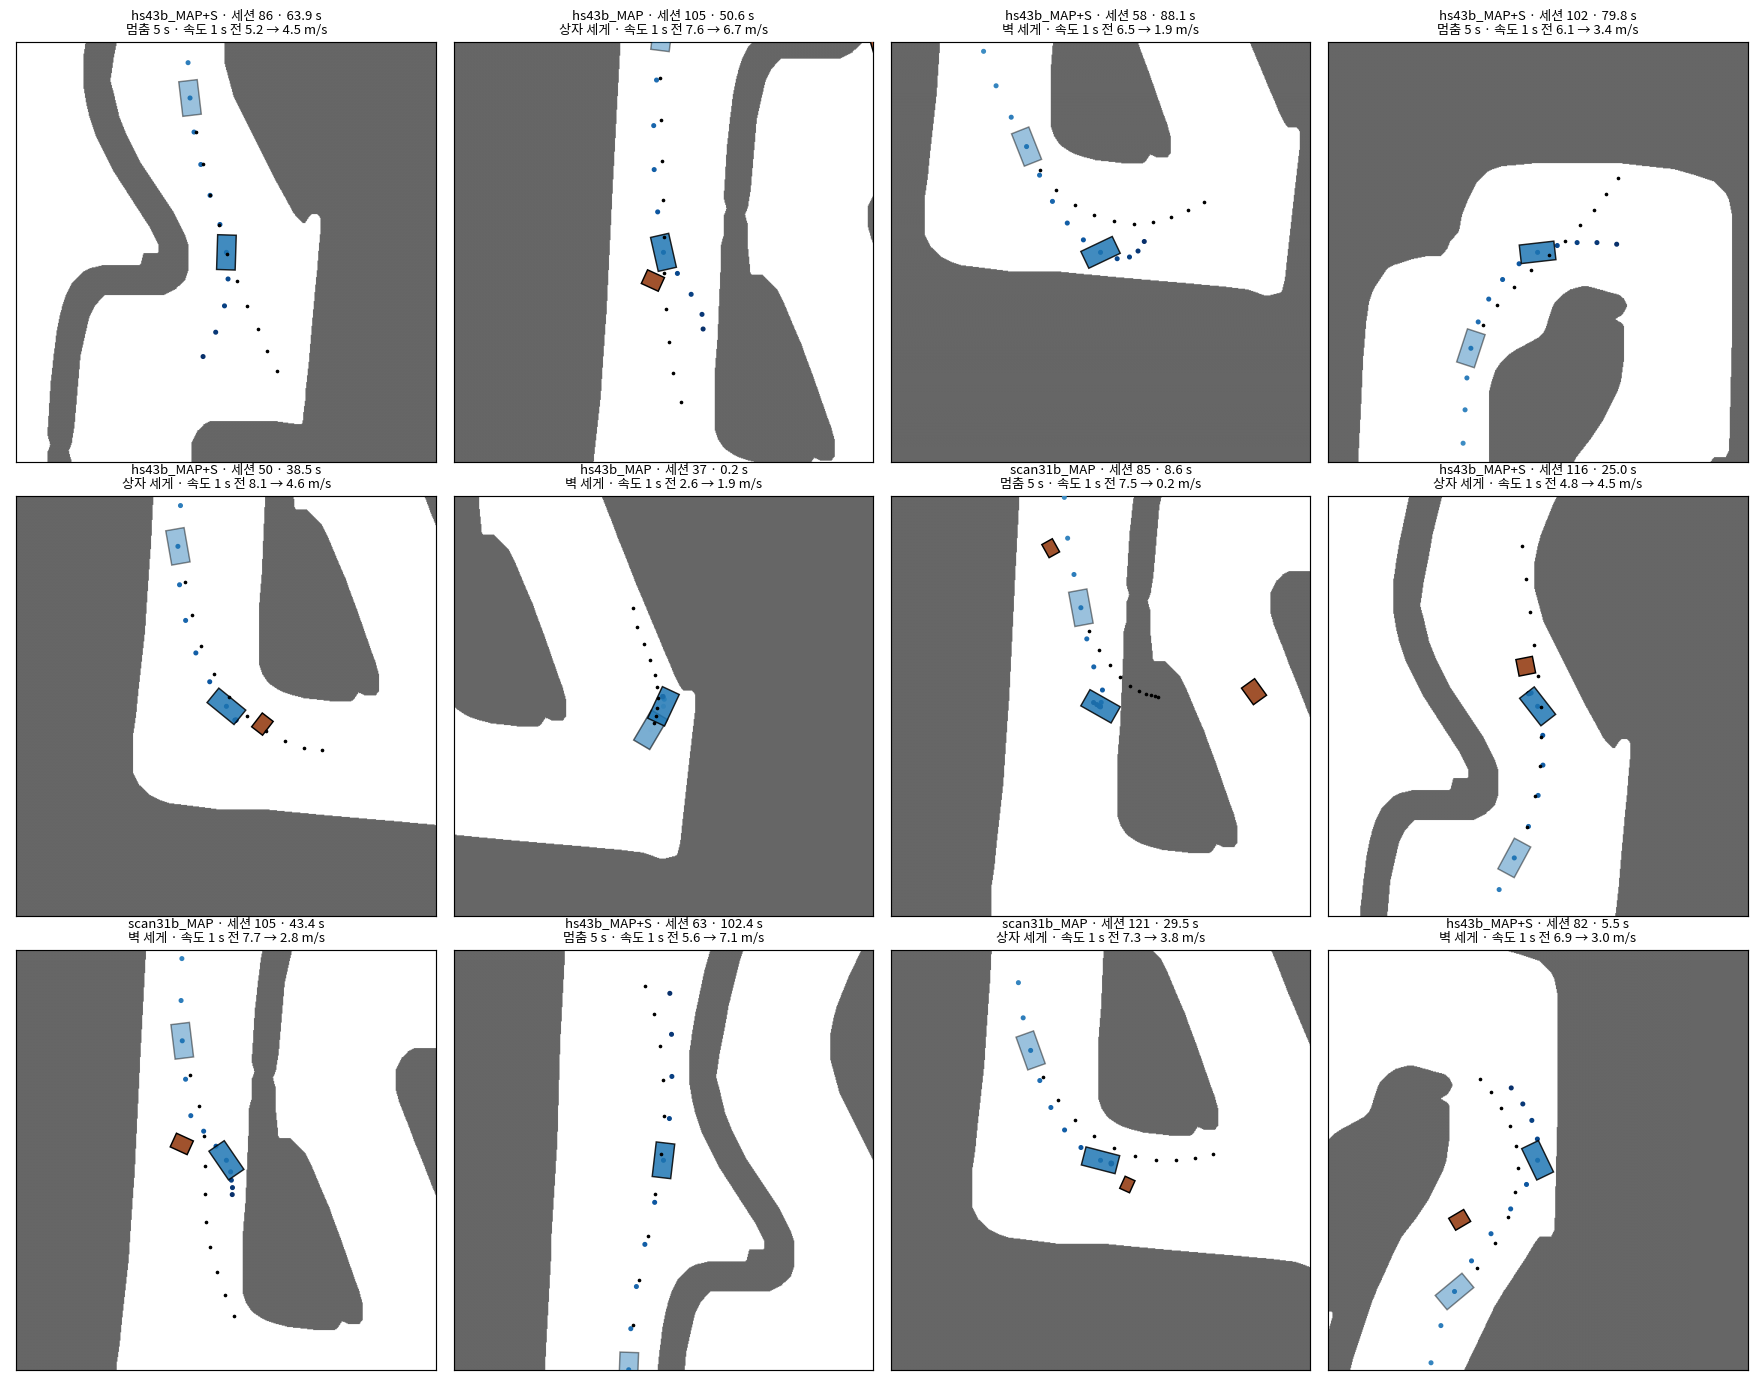 hs43b_MAP+S · 세션 86 · 63.9 s
멈춤 5 s · 속도 1 s 전 5.2 → 4.5 m/s
hs43b_MAP · 세션 105 · 50.6 s
상자 세게 · 속도 1 s 전 7.6 → 6.7 m/s
hs43b_MAP+S · 세션 58 · 88.1 s
벽 세게 · 속도 1 s 전 6.5 → 1.9 m/s
hs43b_MAP+S · 세션 102 · 79.8 s
멈춤 5 s · 속도 1 s 전 6.1 → 3.4 m/s
hs43b_MAP+S · 세션 50 · 38.5 s
상자 세게 · 속도 1 s 전 8.1 → 4.6 m/s
hs43b_MAP · 세션 37 · 0.2 s
벽 세게 · 속도 1 s 전 2.6 → 1.9 m/s
scan31b_MAP · 세션 85 · 8.6 s
멈춤 5 s · 속도 1 s 전 7.5 → 0.2 m/s
hs43b_MAP+S · 세션 116 · 25.0 s
상자 세게 · 속도 1 s 전 4.8 → 4.5 m/s
scan31b_MAP · 세션 105 · 43.4 s
벽 세게 · 속도 1 s 전 7.7 → 2.8 m/s
hs43b_MAP+S · 세션 63 · 102.4 s
멈춤 5 s · 속도 1 s 전 5.6 → 7.1 m/s
scan31b_MAP · 세션 121 · 29.5 s
상자 세게 · 속도 1 s 전 7.3 → 3.8 m/s
hs43b_MAP+S · 세션 82 · 5.5 s
벽 세게 · 속도 1 s 전 6.9 → 3.0 m/s